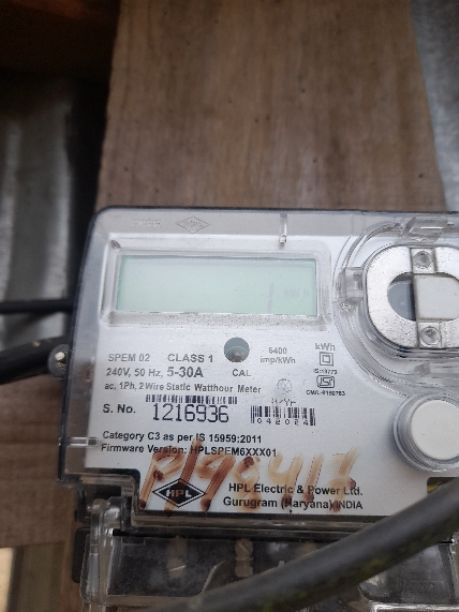 HPL
SPEM 02 CLASS 1
240V, 50 Hz, 5-30A CAL 6400 imp/kWh kWh
ac, 1Ph, 2 Wire Static Watthour Meter
S. No. 1216936
042024
Category C3 as per IS 15959:2011
Firmware Version: HPLSPEM6XXX01
HPL
HPL Electric & Power Ltd.
Gurugram (Haryana) INDIA